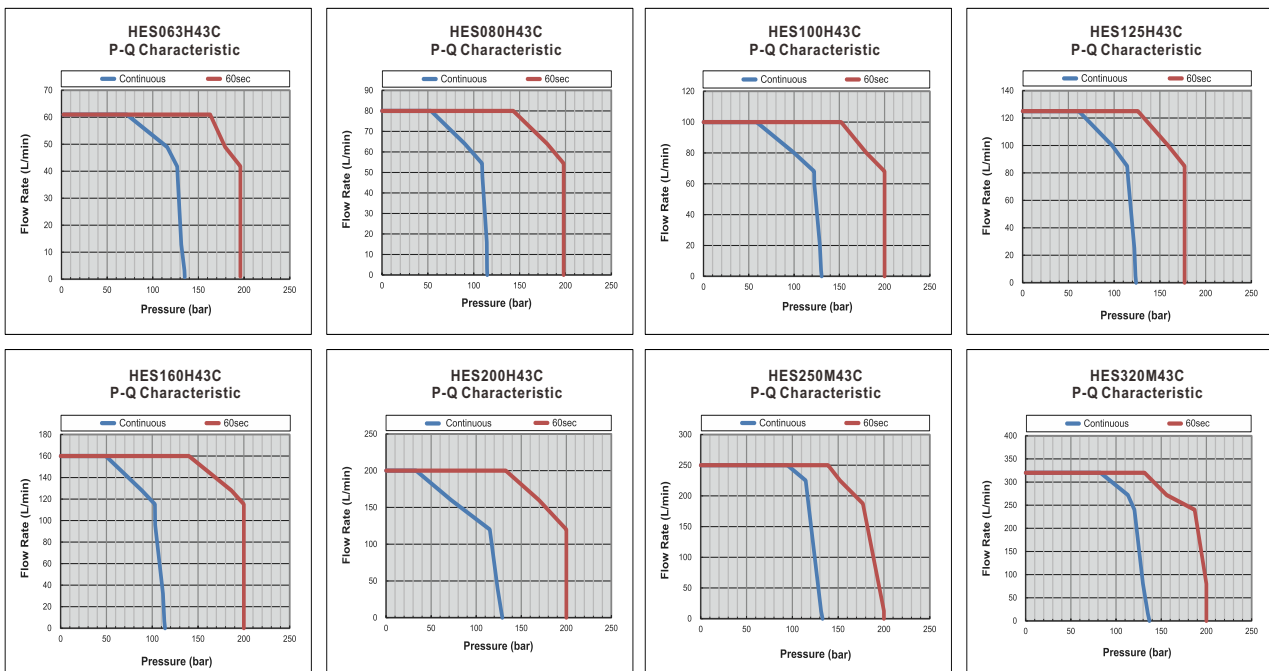 HES063H43C
P-Q Characteristic
Continuous 60sec
70
60
50
40
30
20
10
0
Flow Rate (L/min)
0 50 100 150 200 250
Pressure (bar)
HES080H43C
P-Q Characteristic
Continuous 60sec
90
80
70
60
50
40
30
20
10
0
Flow Rate (L/min)
0 50 100 150 200 250
Pressure (bar)
HES100H43C
P-Q Characteristic
Continuous 60sec
120
100
80
60
40
20
0
Flow Rate (L/min)
0 50 100 150 200 250
Pressure (bar)
HES125H43C
P-Q Characteristic
Continuous 60sec
140
120
100
80
60
40
20
0
Flow Rate (L/min)
0 50 100 150 200 250
Pressure (bar)
HES160H43C
P-Q Characteristic
Continuous 60sec
180
160
140
120
100
80
60
40
20
0
Flow Rate (L/min)
0 50 100 150 200 250
Pressure (bar)
HES200H43C
P-Q Characteristic
Continuous 60sec
250
200
150
100
50
0
Flow Rate (L/min)
0 50 100 150 200 250
Pressure (bar)
HES250M43C
P-Q Characteristic
Continuous 60sec
300
250
200
150
100
50
0
Flow Rate (L/min)
0 50 100 150 200 250
Pressure (bar)
HES320M43C
P-Q Characteristic
Continuous 60sec
400
350
300
250
200
150
100
50
0
Flow Rate (L/min)
0 50 100 150 200 250
Pressure (bar)